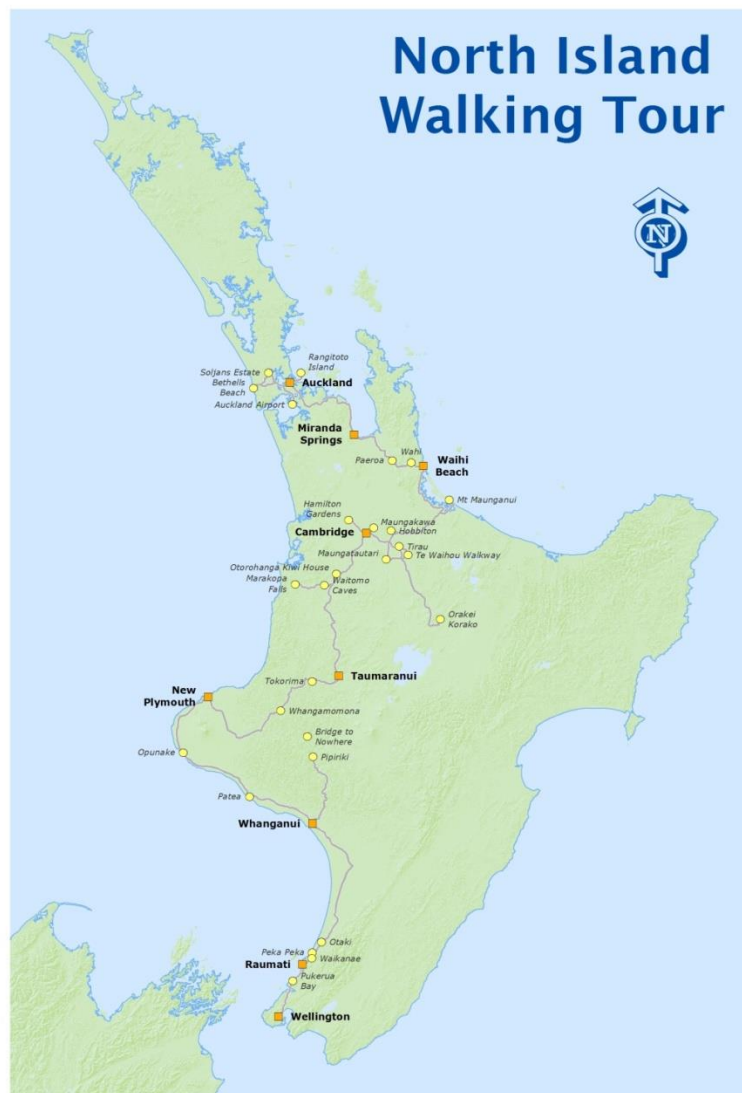 North Island
Walking Tour
N
Rangitoto
Island
Soljans Estate
Bethells
Beach
Auckland
Auckland Airport
Miranda
Springs
Wahi
Paeroa
Waihi
Beach
Mt Maunganui
Hamilton
Gardens
Maungakawa
Cambridge
Hobbiton
Tirau
Maungatautari
Te Waihou Walkway
Otorohanga Kiwi House
Marakopa
Falls
Waitomo
Caves
Orakei
Korako
Taumaranui
Tokorima
New
Plymouth
Whangamomona
Bridge to
Nowhere
Opunake
Pipiriki
Patea
Whanganui
Otaki
Peka Peka
Waikanae
Raumati
Pukerua
Bay
Wellington